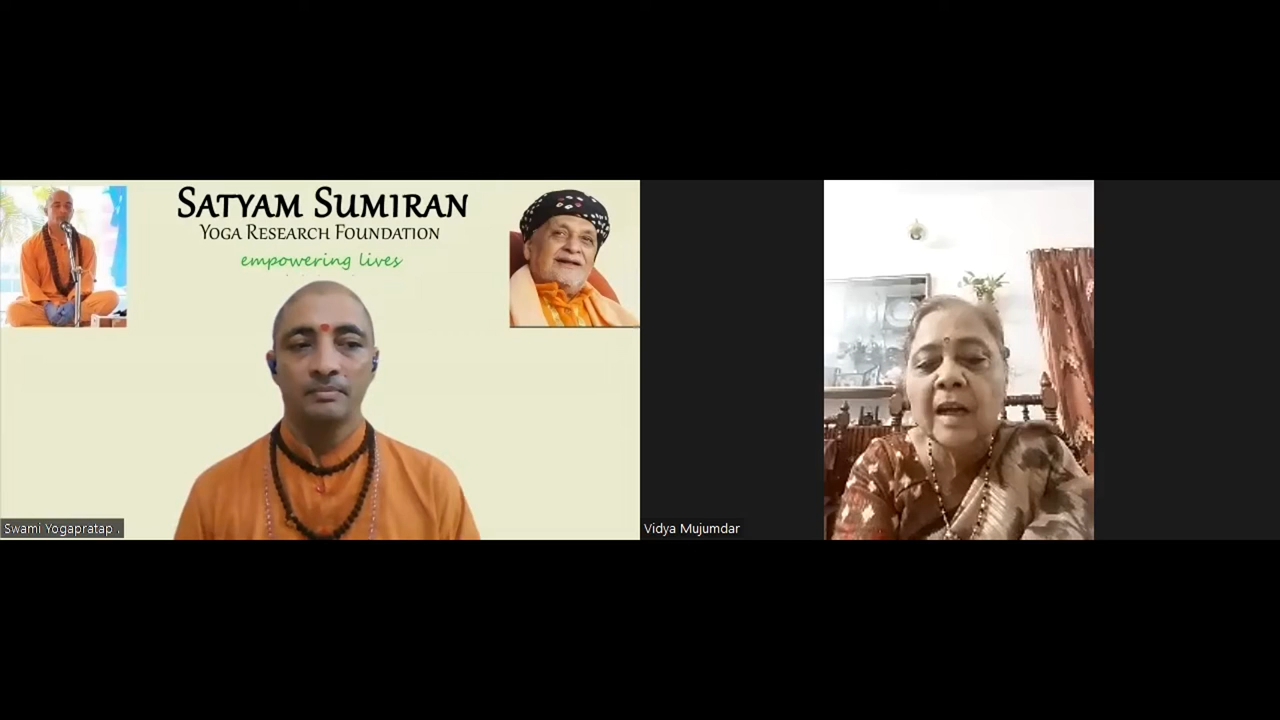 SATYAM SUMIRAN
YOGA RESEARCH FOUNDATION
empowering lives
Swami Yogapratap .
Vidya Mujumdar